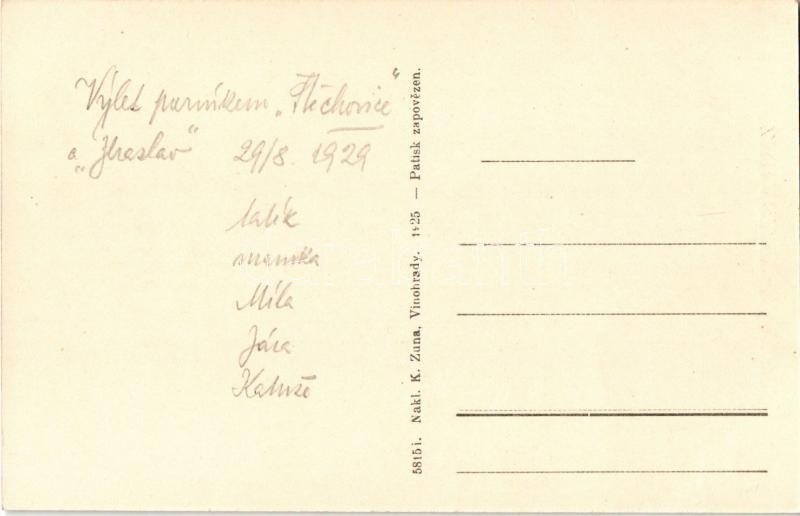 Výlet parníkem „Štěchovice“
a „Zbraslav“ 29/8. 1929
tatík
maminka
Míla
Jára
Katuše
5815 i. Nakl. K. Zuna, Vinohrady. 1925 — Patisk zapovězen.